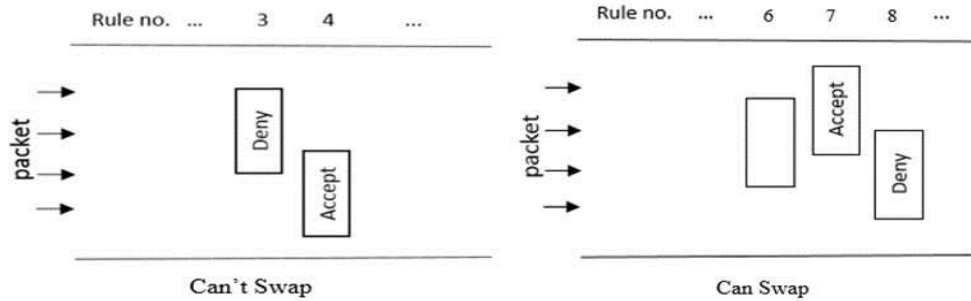 Rule no. ... 3 4 ...
packet
Deny
Accept
Can't Swap
Rule no. ... 6 7 8 ...
packet
Accept
Deny
Can Swap